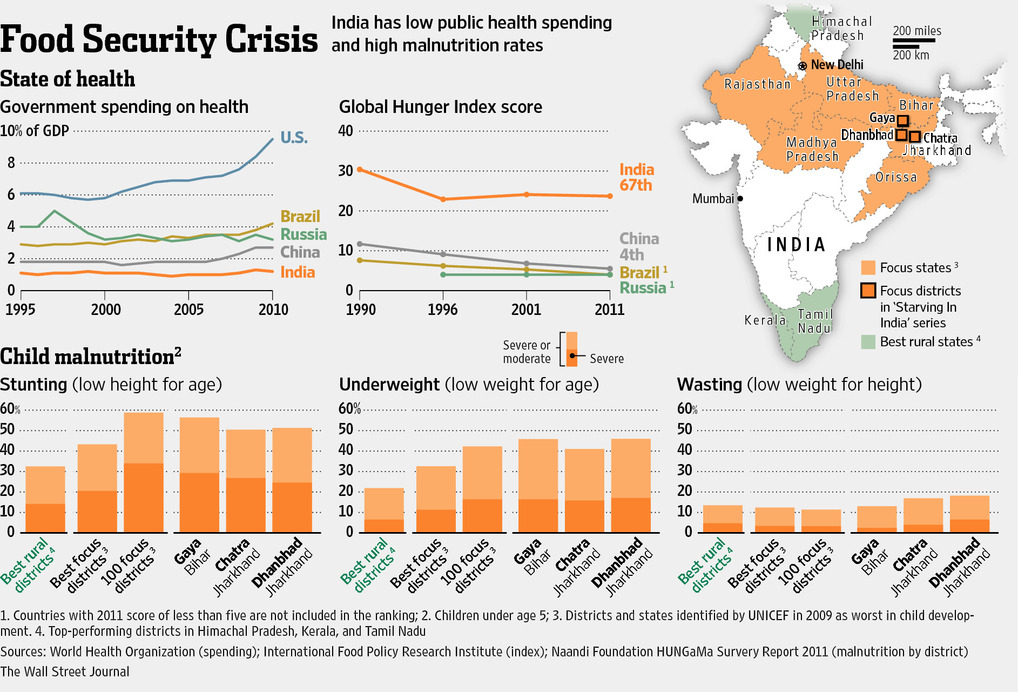 Food Security Crisis
India has low public health spending
and high malnutrition rates
State of health
Government spending on health
10% of GDP
8
6
4
2
0
1995
2000
2005
2010
U.S.
Brazil
Russia
China
India
Global Hunger Index score
40
30
20
10
0
1990
1996
2001
2011
India
67th
China
4th
Brazil 1
Russia 1
Himachal
Pradesh
200 miles
200 km
New Delhi
Rajasthan
Uttar
Pradesh
Bihar
Gaya
Dhanbhad
Chatra
Jharkhand
Madhya
Pradesh
Orissa
Mumbai
INDIA
Kerala
Tamil
Nadu
Focus states 3
Focus districts
in ‘Starving In
India’ series
Best rural states 4
Child malnutrition2
Severe or
moderate
Severe
Stunting (low height for age)
60%
50
40
30
20
10
0
Best rural
districts 4
Best focus
districts 3
100 focus
districts 3
Gaya
Bihar
Chatra
Jharkhand
Dhanbhad
Jharkhand
Underweight (low weight for age)
60%
50
40
30
20
10
0
Best rural
districts 4
Best focus
districts 3
100 focus
districts 3
Gaya
Bihar
Chatra
Jharkhand
Dhanbhad
Jharkhand
Wasting (low weight for height)
60%
50
40
30
20
10
0
Best rural
districts 4
Best focus
districts 3
100 focus
districts 3
Gaya
Bihar
Chatra
Jharkhand
Dhanbhad
Jharkhand
1. Countries with 2011 score of less than five are not included in the ranking; 2. Children under age 5; 3. Districts and states identified by UNICEF in 2009 as worst in child develop-
ment. 4. Top-performing districts in Himachal Pradesh, Kerala, and Tamil Nadu
Sources: World Health Organization (spending); International Food Policy Research Institute (index); Naandi Foundation HUNGaMa Survery Report 2011 (malnutrition by district)
The Wall Street Journal